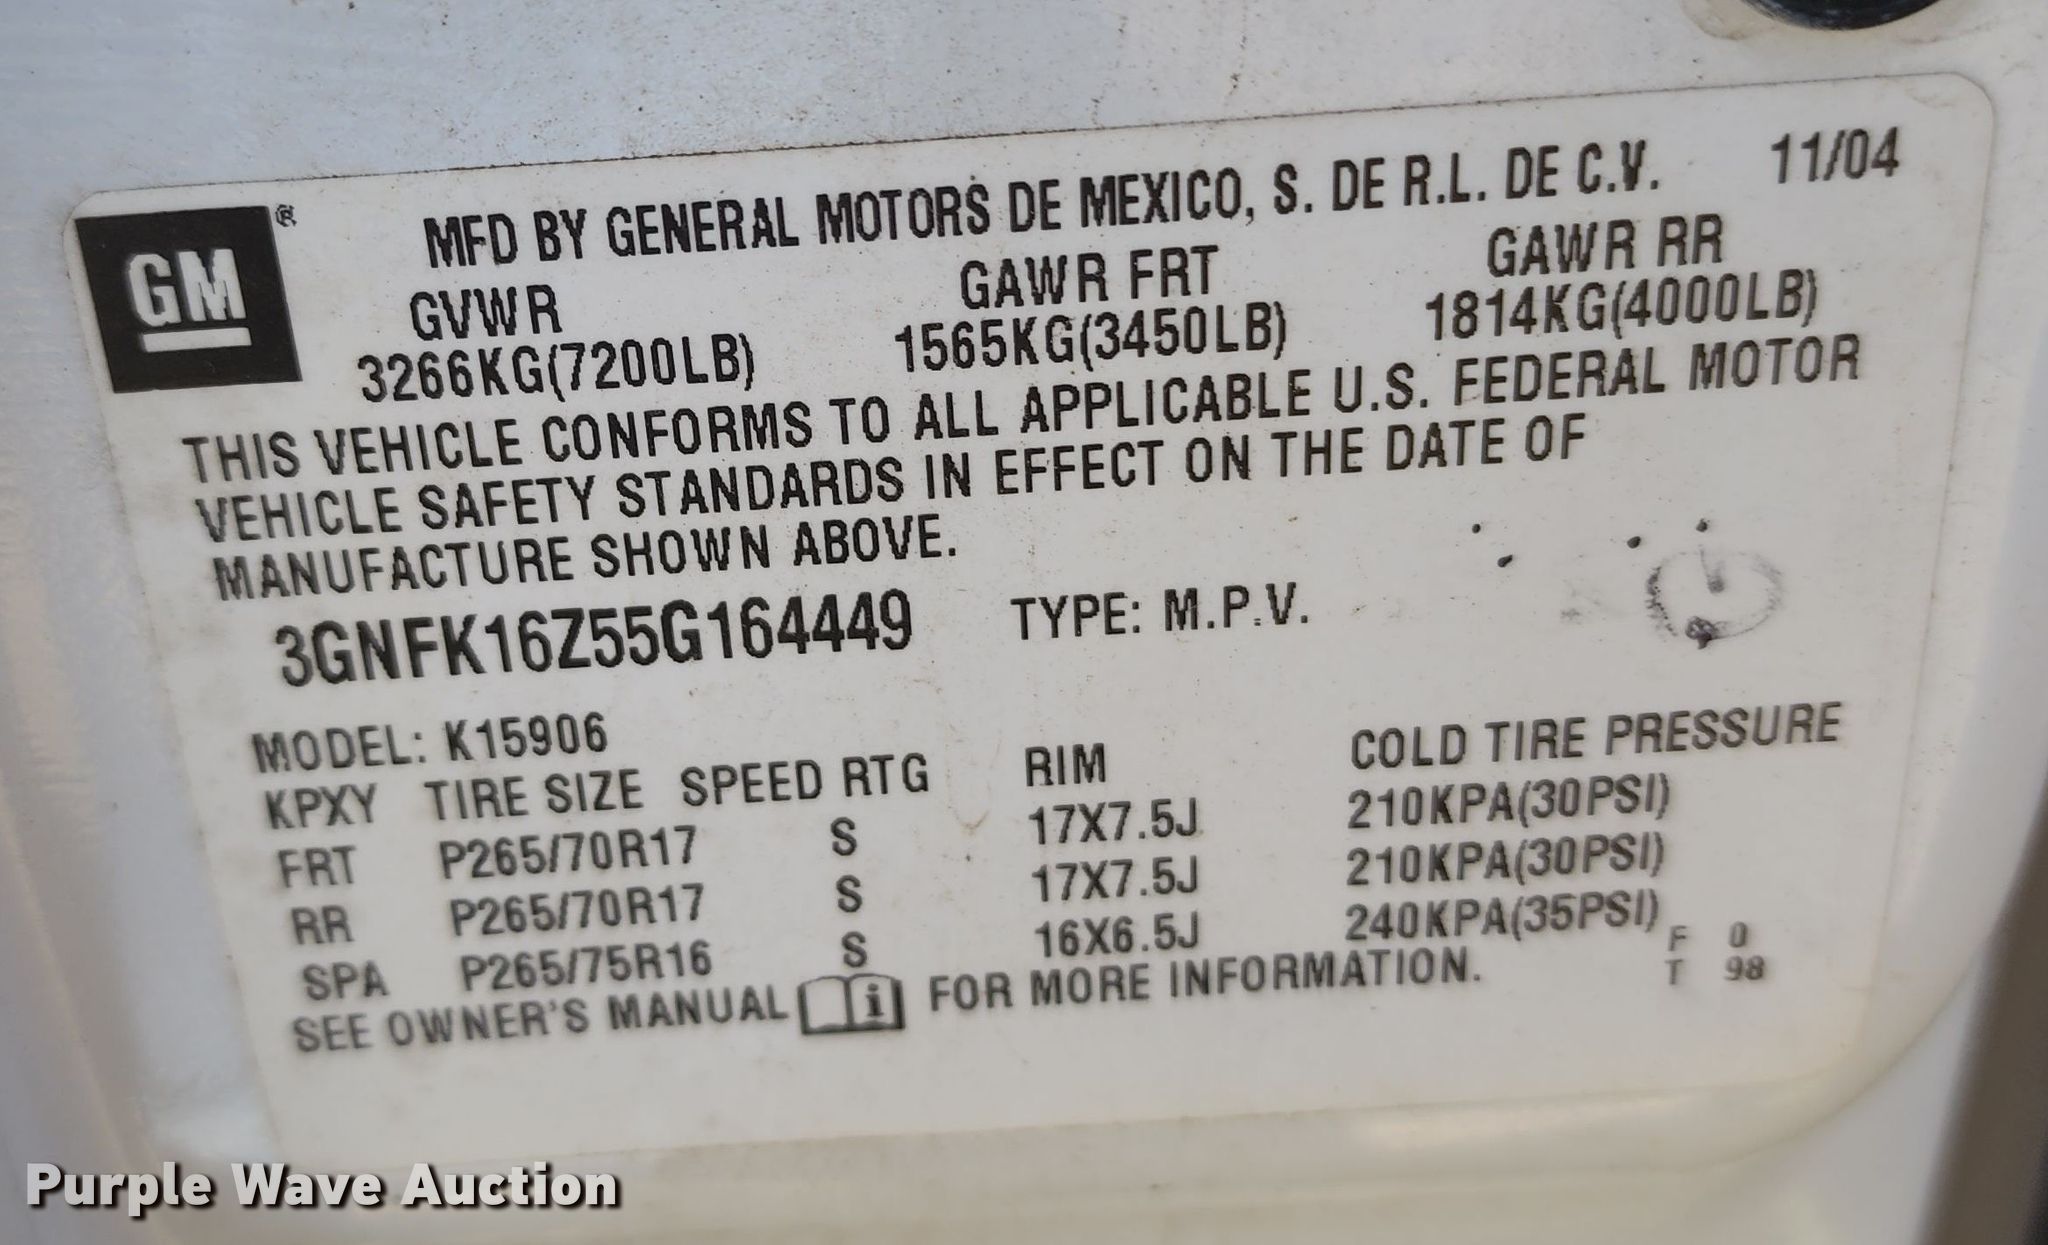 GM ®
MFD BY GENERAL MOTORS DE MEXICO, S. DE R.L. DE C.V. 11/04
GVWR GAWR FRT GAWR RR
3266KG(7200LB) 1565KG(3450LB) 1814KG(4000LB)
THIS VEHICLE CONFORMS TO ALL APPLICABLE U.S. FEDERAL MOTOR
VEHICLE SAFETY STANDARDS IN EFFECT ON THE DATE OF
MANUFACTURE SHOWN ABOVE.
3GNFK16Z55G164449 TYPE: M.P.V.
MODEL: K15906
KPXY TIRE SIZE SPEED RTG RIM COLD TIRE PRESSURE
FRT P265/70R17 S 17X7.5J 210KPA(30PSI)
RR P265/70R17 S 17X7.5J 210KPA(30PSI)
SPA P265/75R16 S 16X6.5J 240KPA(35PSI)
SEE OWNER'S MANUAL i FOR MORE INFORMATION.
F 0
T 98
Purple Wave Auction